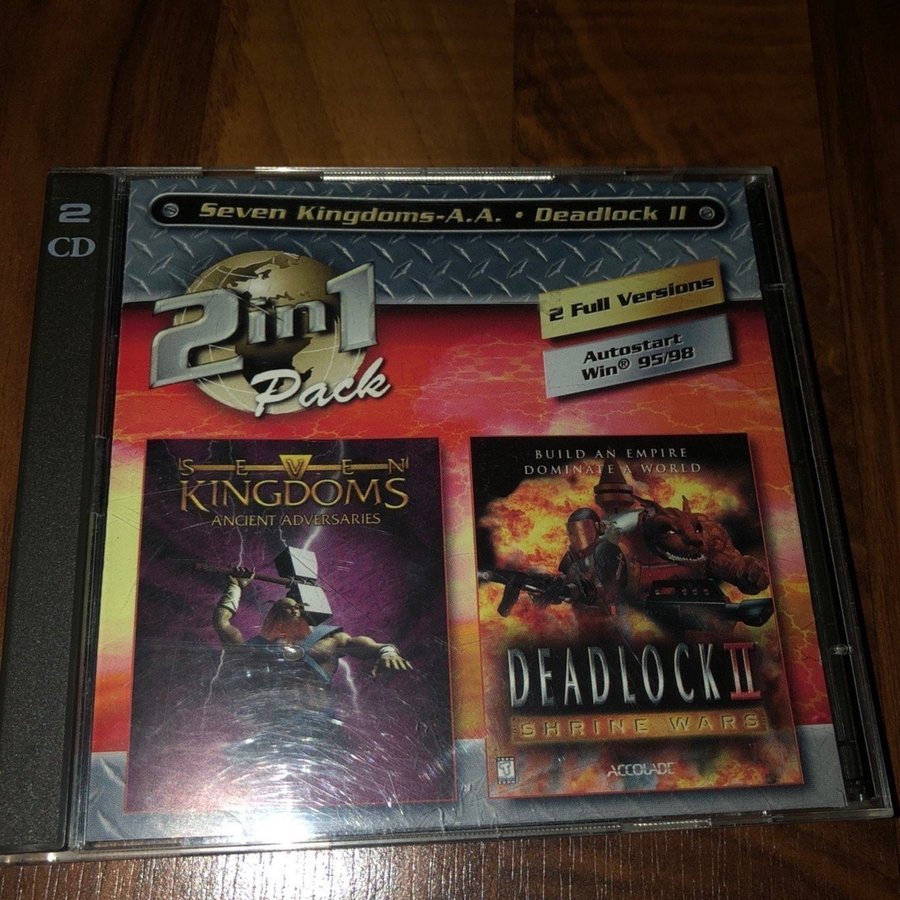 2
CD
Seven Kingdoms-A.A. • Deadlock II
2in1
Pack
2 Full Versions
Autostart
Win® 95/98
SEVEN
KINGDOMS
ANCIENT ADVERSARIES
BUILD AN EMPIRE
DOMINATE A WORLD
DEADLOCK II
SHRINE WARS
T
ACCOLADE